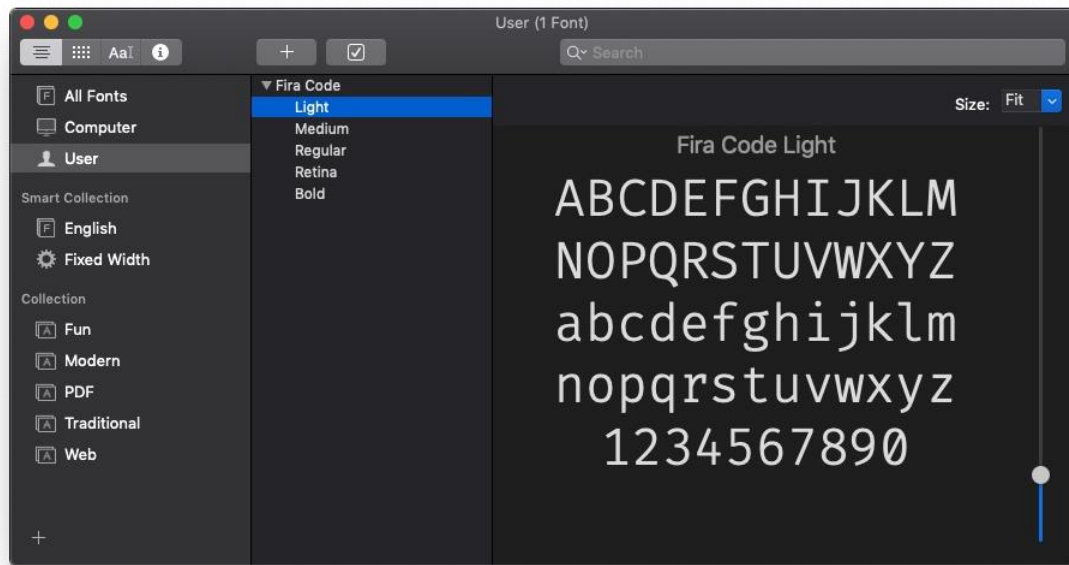 User (1 Font)
AaI
Search
All Fonts
Computer
User
Smart Collection
English
Fixed Width
Collection
Fun
Modern
PDF
Traditional
Web
Fira Code
Light
Medium
Regular
Retina
Bold
Size: Fit
Fira Code Light
ABCDEFGHIJKLM
NOPQRSTUVWXYZ
abcdefghijklm
nopqrstuvwxyz
1234567890